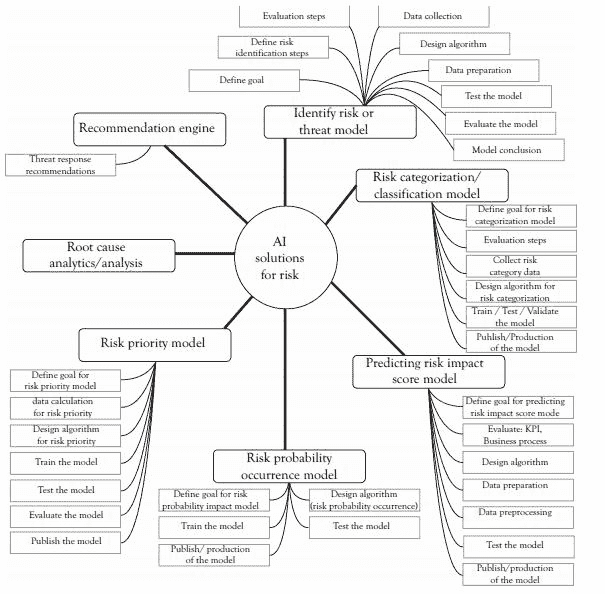 Evaluation steps
Data collection
Define risk
identification steps
Design algorithm
Define goal
Data preparation
Test the model
Evaluate the model
Model conclusion
Identify risk or
threat model
Recommendation engine
Threat response
recommendations
Risk categorization/
classification model
Define goal for risk
categorization model
Evaluation steps
Collect risk
category data
Design algorithm for
risk categorization
Train / Test / Validate
the model
Publish/Production
of the model
AI
solutions
for risk
Root cause
analytics/analysis
Risk priority model
Define goal for
risk priority model
data calculation
for risk priority
Design algorithm
for risk priority
Train the model
Test the model
Evaluate the model
Publish the model
Predicting risk impact
score model
Define goal for predicting
risk impact score mode
Evaluate: KPI,
Business process
Design algorithm
Data preparation
Data preprocessing
Test the model
Publish/production
of the model
Risk probability
occurrence model
Define goal for risk
probability impact model
Design algorithm
(risk probability occurrence)
Train the model
Test the model
Publish/ production
of the model